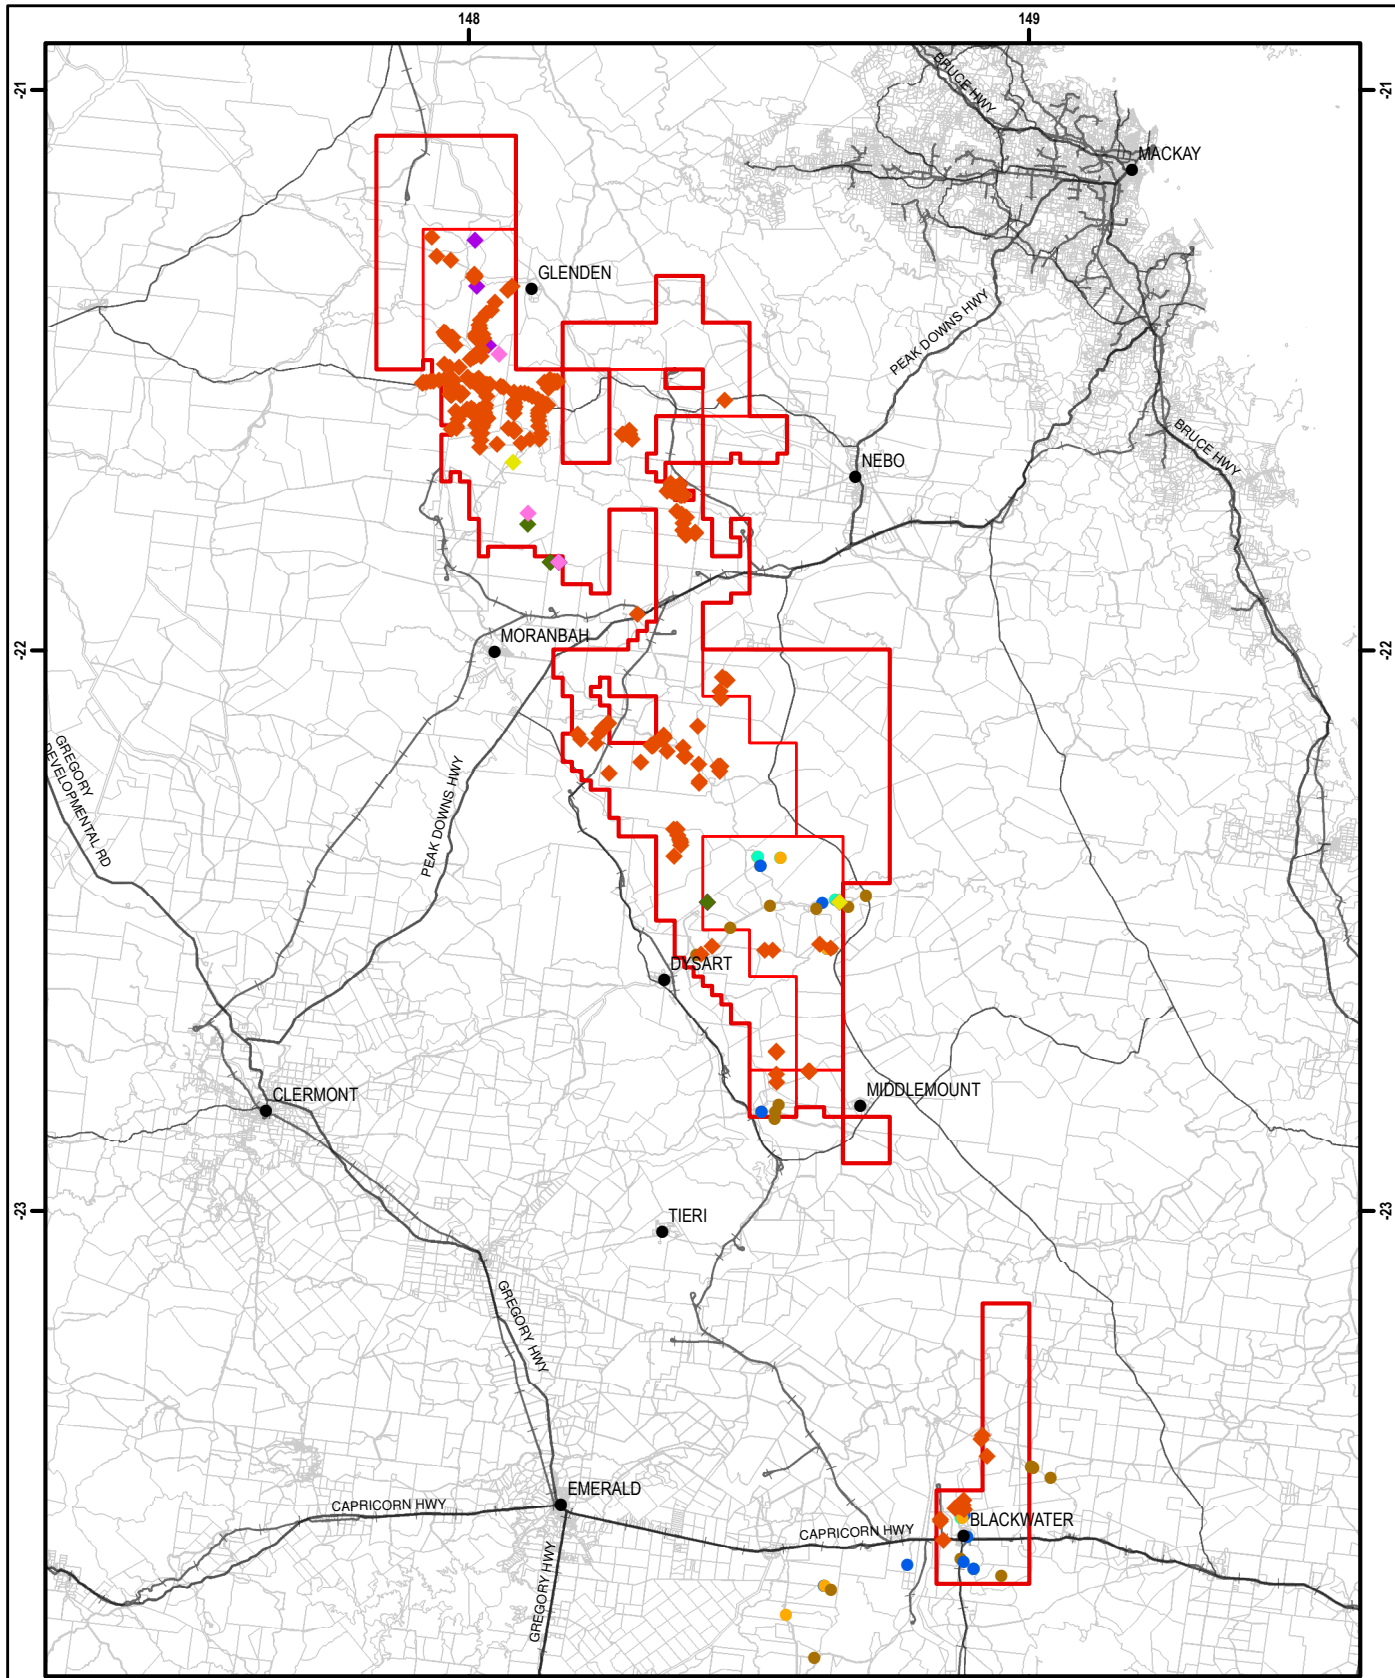 148
149
-21
-21
BRUCE HWY
BRUCE HWY
MACKAY
GLENDEN
PEAK DOWNS HWY
BRUCE HWY
NEBO
-22
-22
MORANBAH
GREGORY
DEVELOPMENTAL RD
PEAK DOWNS HWY
DYSART
CLERMONT
MIDDLEMOUNT
-23
-23
TIERI
GREGORY HWY
EMERALD
CAPRICORN HWY
CAPRICORN HWY
BLACKWATER
GREGORY HWY